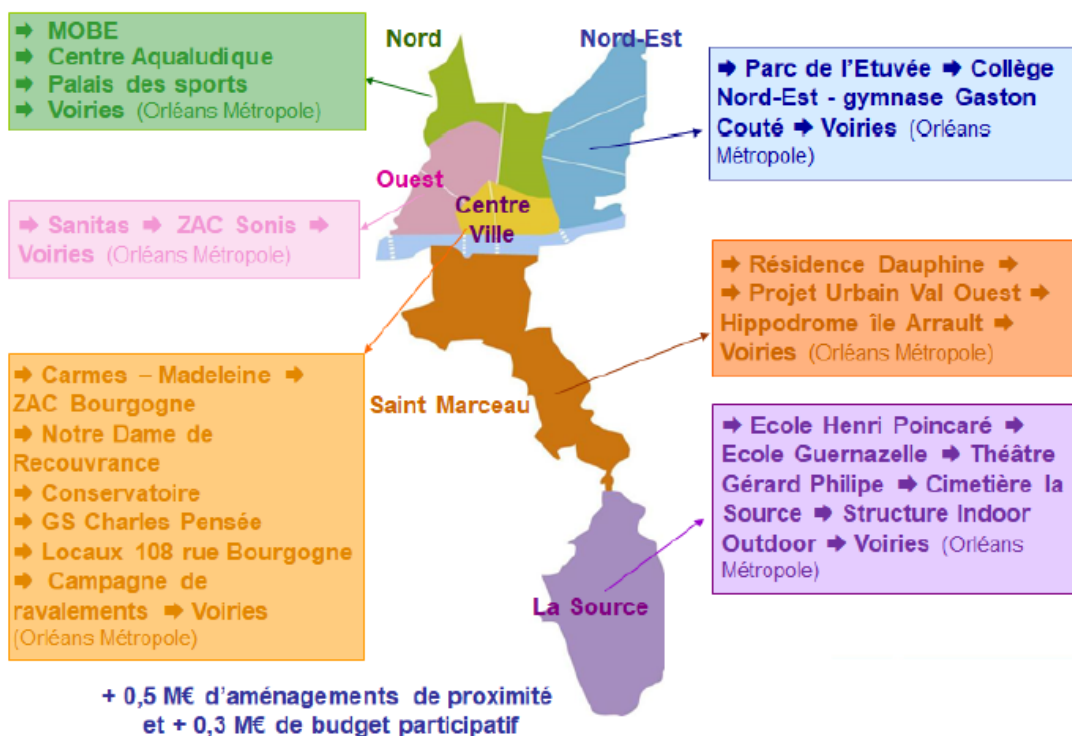 ➡ MOBE
➡ Centre Aqualudique
➡ Palais des sports
➡ Voiries (Orléans Métropole)
Nord
Nord-Est
➡ Parc de l'Etuvée ➡ Collège
Nord-Est - gymnase Gaston
Couté ➡ Voiries (Orléans
Métropole)
Ouest
Centre
Ville
➡ Sanitas ➡ ZAC Sonis ➡
Voiries (Orléans Métropole)
➡ Résidence Dauphine ➡
➡ Projet Urbain Val Ouest ➡
Hippodrome île Arrault ➡
Voiries (Orléans Métropole)
➡ Carmes – Madeleine ➡
ZAC Bourgogne
➡ Notre Dame de
Recouvrance
➡ Conservatoire
➡ GS Charles Pensée
➡ Locaux 108 rue Bourgogne
➡ Campagne de
ravalements ➡ Voiries
(Orléans Métropole)
Saint Marceau
➡ Ecole Henri Poincaré ➡
Ecole Guernazelle ➡ Théâtre
Gérard Philipe ➡ Cimetière la
Source ➡ Structure Indoor
Outdoor ➡ Voiries (Orléans
Métropole)
La Source
+ 0,5 M€ d'aménagements de proximité
et + 0,3 M€ de budget participatif